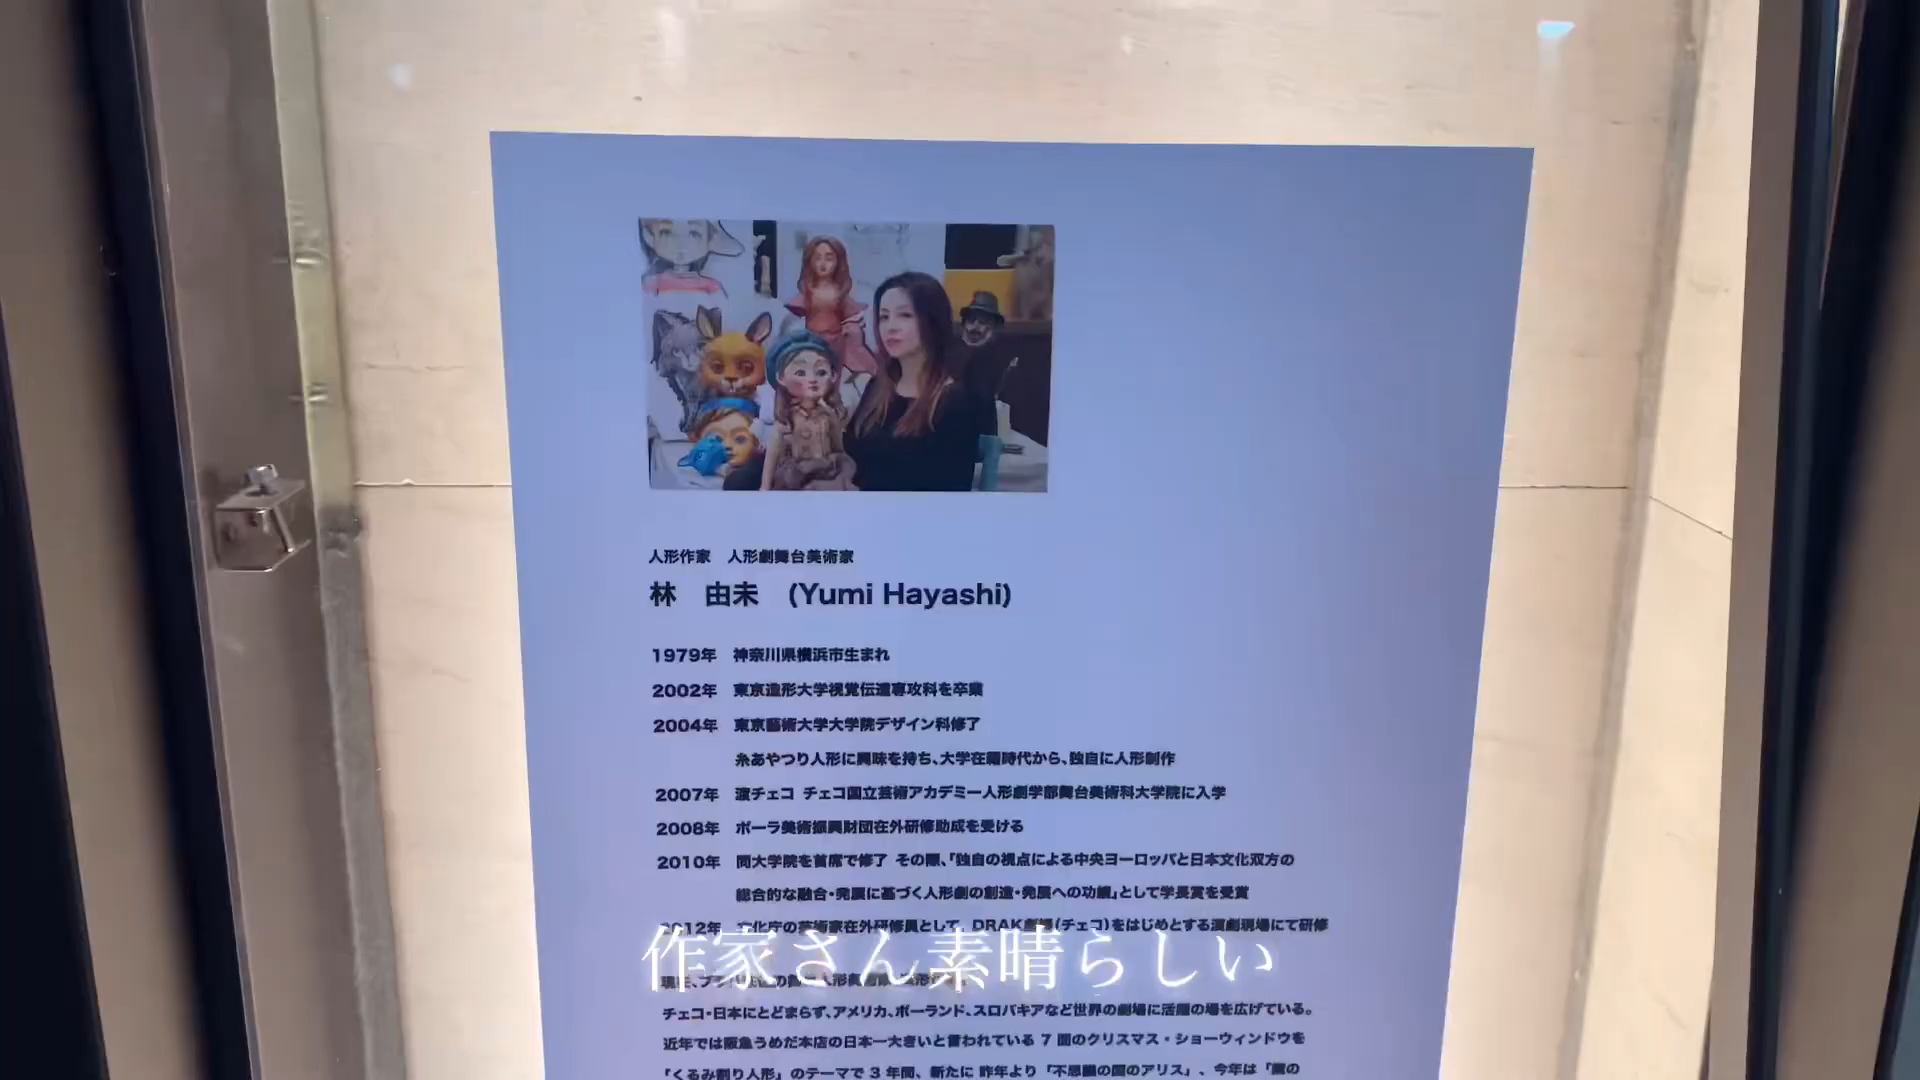 人形作家　人形劇舞台美術家
林　由未　(Yumi Hayashi)
1979年　神奈川県横浜市生まれ
2002年　東京造形大学視覚伝達専攻科を卒業
2004年　東京藝術大学大学院デザイン科修了
糸あやつり人形に興味を持ち、大学在籍時代から、独自に人形制作
2007年　渡チェコ チェコ国立芸術アカデミー人形劇学部舞台美術科大学院に入学
2008年　ポーラ美術振興財団在外研修助成を受ける
2010年　同大学院を首席で修了 その際、「独自の視点による中央ヨーロッパと日本文化双方の
総合的な融合・発展に基づく人形劇の創造・発展への功績」として学長賞を受賞
2012年　文化庁の芸術家在外研修員として、DRAK劇場(チェコ)をはじめとする演劇現場にて研修
作家さん素晴らしい
チェコ・日本にとどまらず、アメリカ、ポーランド、スロバキアなど世界の劇場に活躍の場を広げている。
近年では阪急うめだ本店の日本一大きいと言われている 7 面のクリスマス・ショーウィンドウを
「くるみ割り人形」のテーマで 3 年間、新たに 昨年より「不思議の国のアリス」、今年は「鏡の